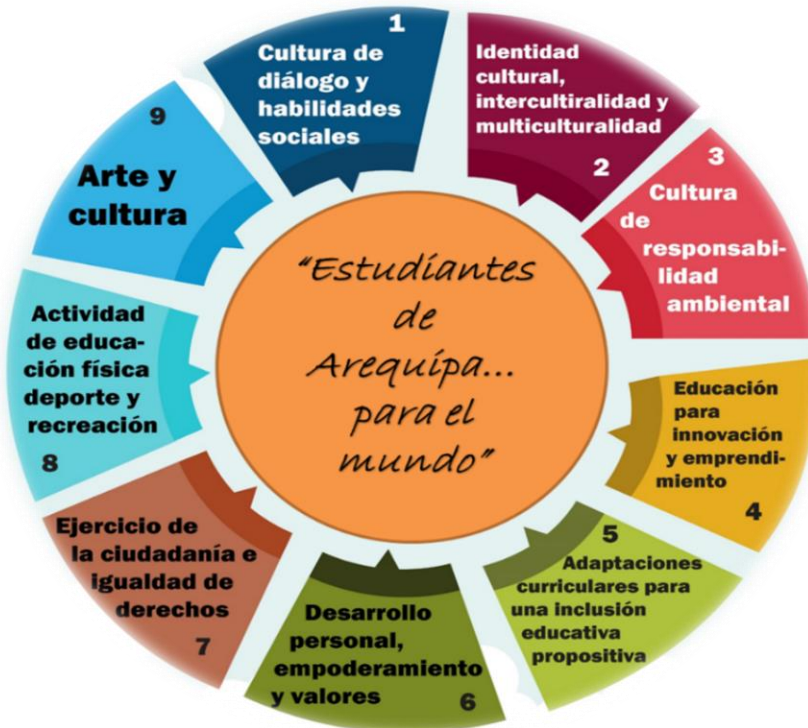 1
Cultura de
diálogo y
habilidades
sociales
Identidad
cultural,
intercultiralidad y
multiculturalidad
2
3
Cultura
de
responsabi-
lidad
ambiental
Educación
para
innovación
y emprendi-
miento
4
5
Adaptaciones
curriculares para
una inclusión
educativa
propositiva
Desarrollo
personal,
empoderamiento
y valores
6
Ejercicio de
la ciudadanía e
igualdad de
derechos
7
Actividad
de educa-
ción física
deporte y
recreación
8
9
Arte y
cultura
"Estudiantes
de
Arequipa...
para el
mundo"